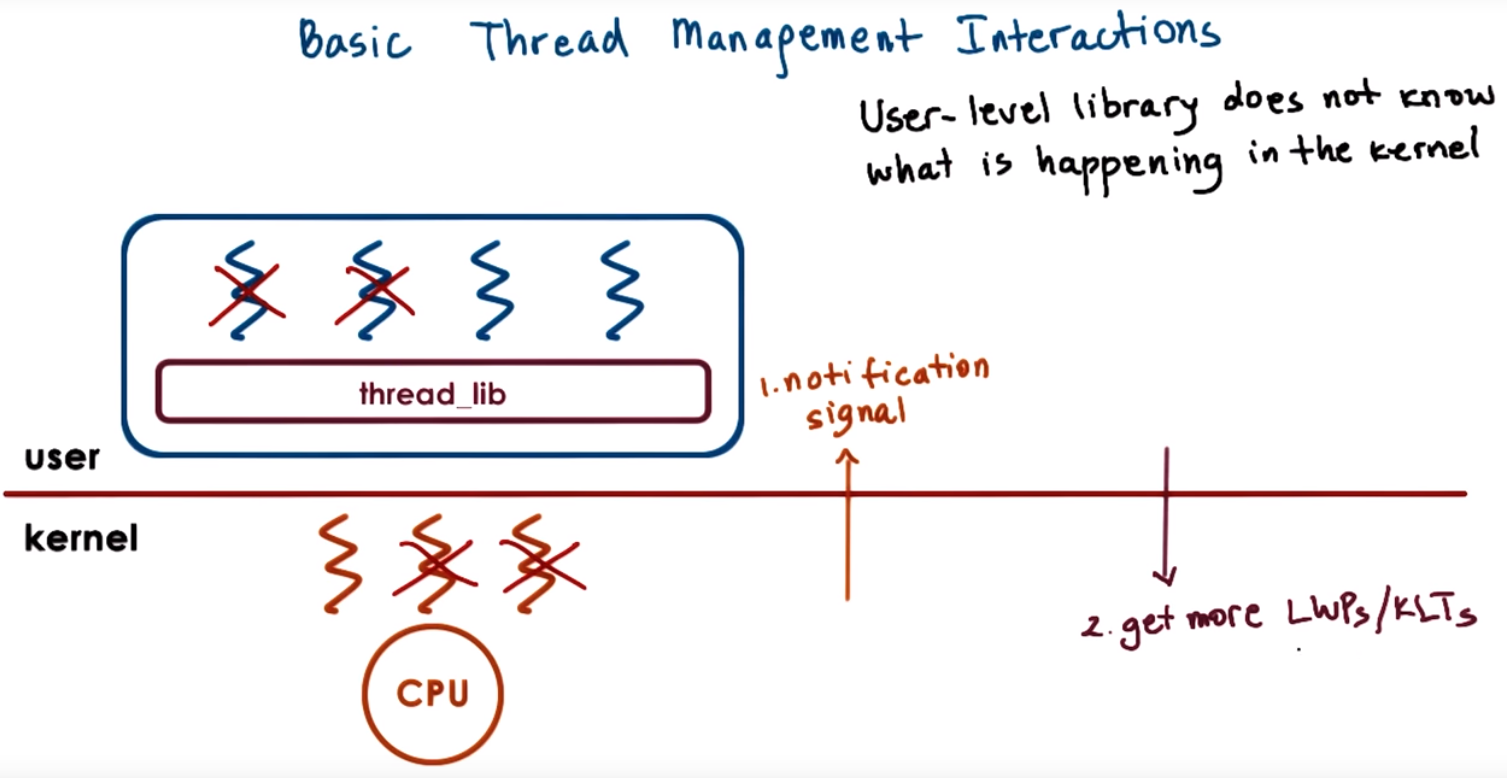 Basic Thread Management Interactions
User-level library does not know
what is happening in the kernel
thread_lib
1. notification
signal
user
kernel
2. get more LWPs/KLTs
CPU